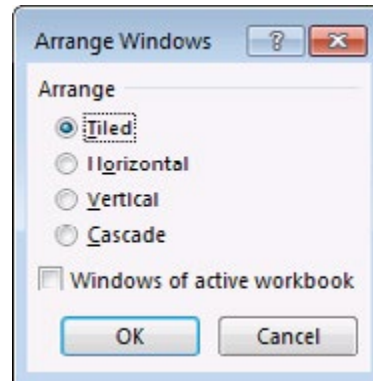 Arrange Windows
Arrange
Tiled
Horizontal
Vertical
Cascade
Windows of active workbook
OK Cancel